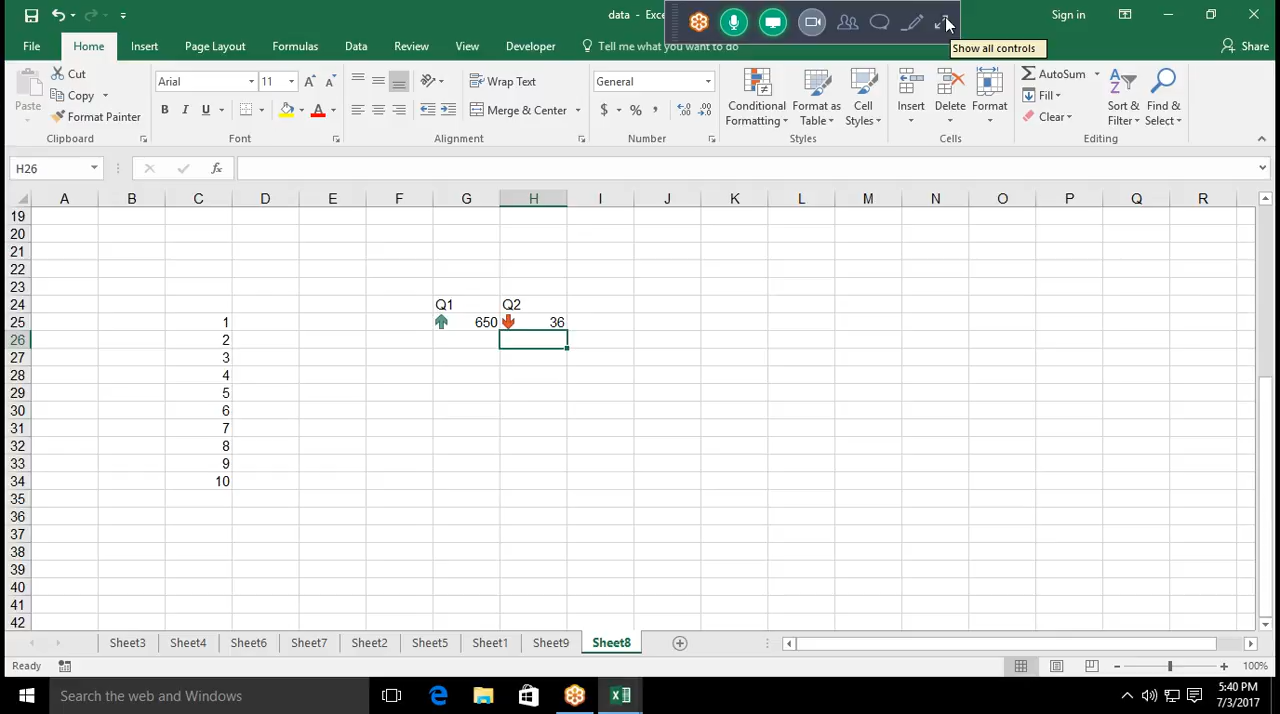 data - Exce
Sign in
Show all controls
File Home Insert Formulas Data Review View Developer Tell me what you want to do Share
Paste
Cut
Copy
Format Painter
Arial 11
B I U
Wrap Text
Merge & Center
General
$ % ,
Conditional Formatting
Format as Table
Cell Styles
Insert Delete Format
AutoSum
Fill
Clear
Sort & Filter
Find & Select
Clipboard Font Alignment Number Styles Cells Editing
H26 fx
A B C D E F G H I J K L M N O P Q R
19
20
21
22
23
24 Q1 Q2
25 1 650 36
26 2
27 3
28 4
29 5
30 6
31 7
32 8
33 9
34 10
35
36
37
38
39
40
41
42
Sheet3 Sheet4 Sheet6 Sheet7 Sheet2 Sheet5 Sheet1 Sheet9 Sheet8
Ready 100%
Search the web and Windows
5:40 PM
7/3/2017